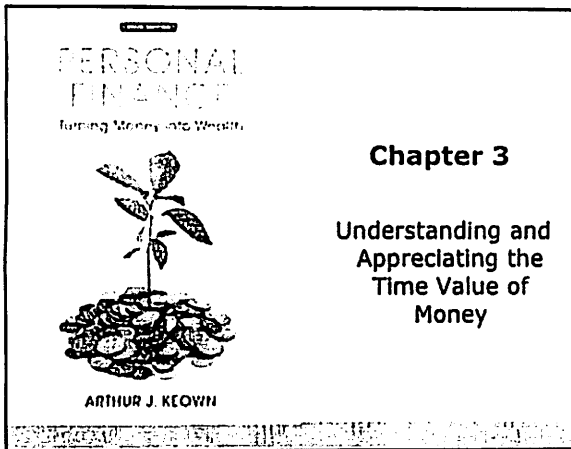 PERSONAL
FINANCE
Turning Money into Wealth
ARTHUR J. KEOWN
Chapter 3
Understanding and
Appreciating the
Time Value of
Money